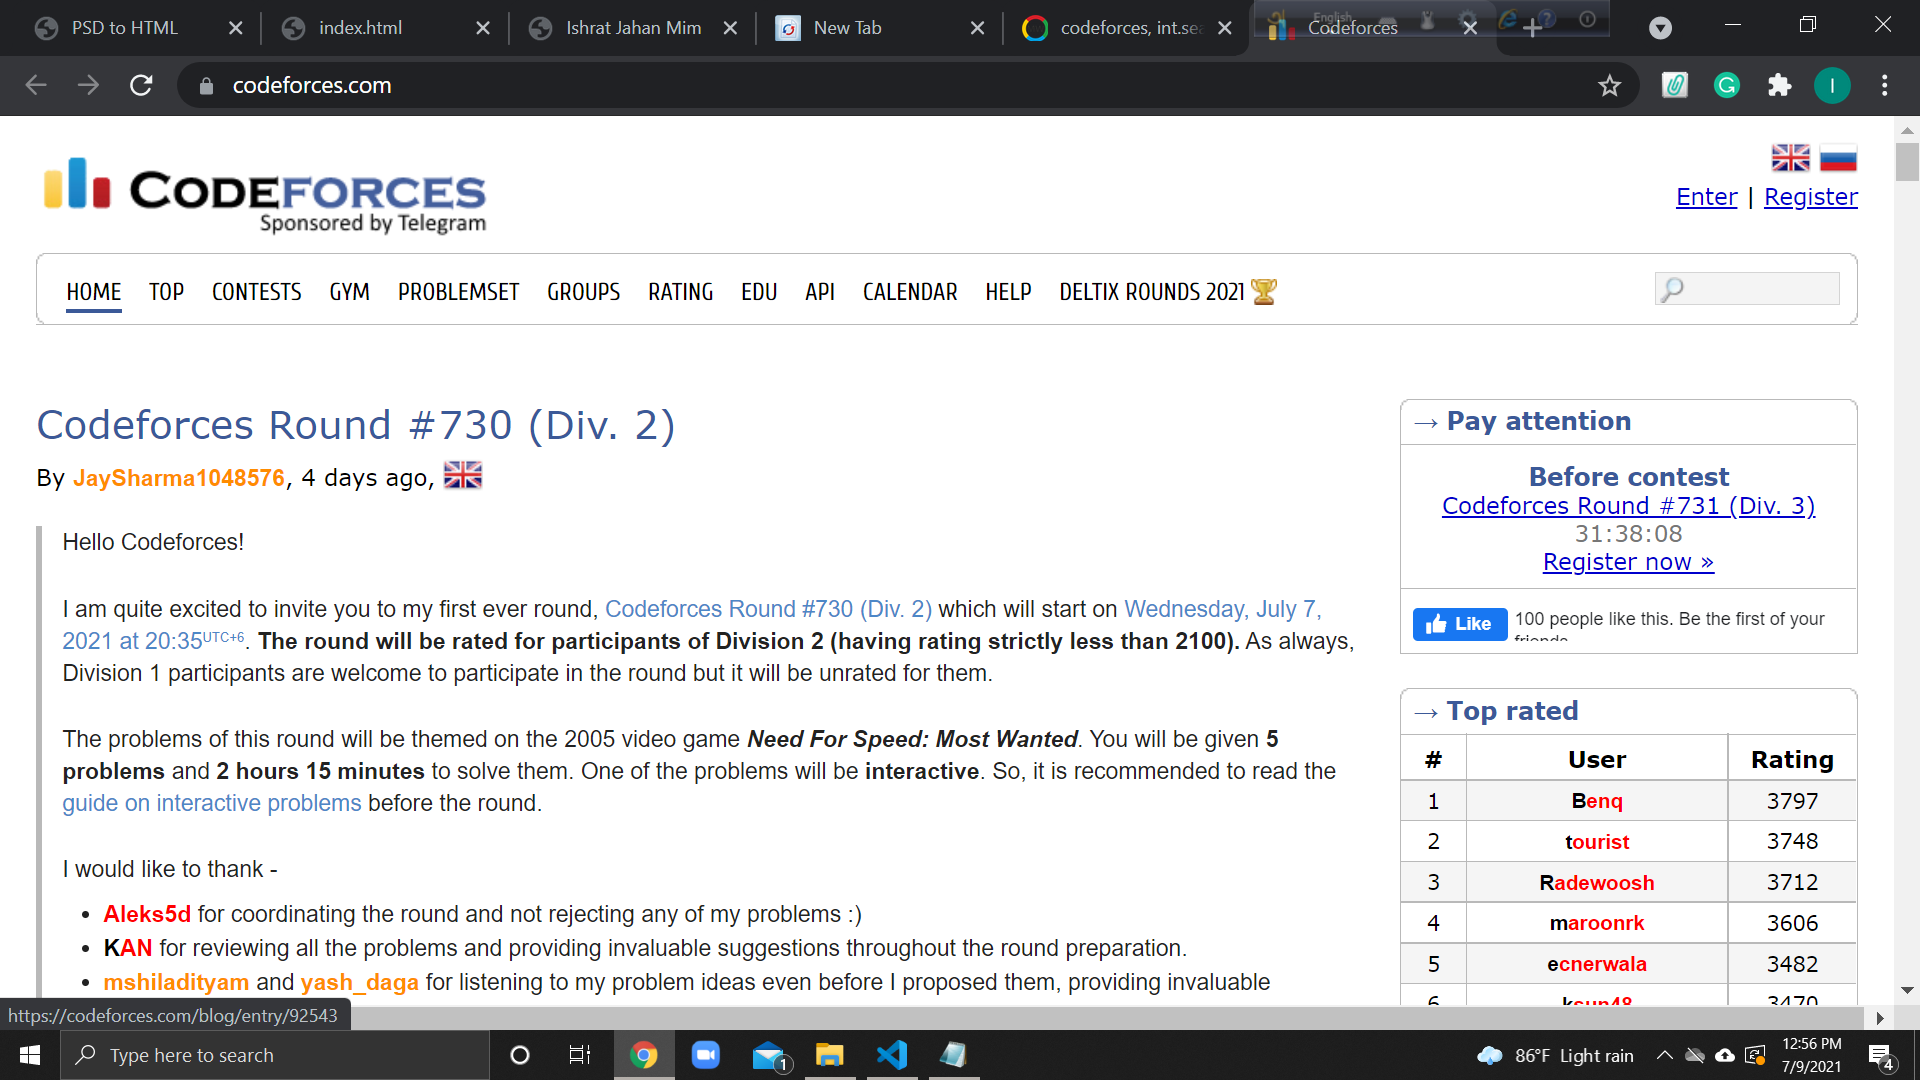 PSD to HTML
index.html
Ishrat Jahan Mim
New Tab
codeforces, int.sea
Codeforces
English
codeforces.com
I
CODEFORCES
Sponsored by Telegram
Enter | Register
HOME TOP CONTESTS GYM PROBLEMSET GROUPS RATING EDU API CALENDAR HELP DELTIX ROUNDS 2021
Codeforces Round #730 (Div. 2)
By JaySharma1048576, 4 days ago,
Hello Codeforces!
I am quite excited to invite you to my first ever round, Codeforces Round #730 (Div. 2) which will start on Wednesday, July 7,
2021 at 20:35UTC+6. The round will be rated for participants of Division 2 (having rating strictly less than 2100). As always,
Division 1 participants are welcome to participate in the round but it will be unrated for them.
The problems of this round will be themed on the 2005 video game Need For Speed: Most Wanted. You will be given 5
problems and 2 hours 15 minutes to solve them. One of the problems will be interactive. So, it is recommended to read the
guide on interactive problems before the round.
I would like to thank -
• Aleks5d for coordinating the round and not rejecting any of my problems :)
• KAN for reviewing all the problems and providing invaluable suggestions throughout the round preparation.
• mshiladityam and yash_daga for listening to my problem ideas even before I proposed them, providing invaluable
→ Pay attention
Before contest
Codeforces Round #731 (Div. 3)
31:38:08
Register now »
Like
100 people like this. Be the first of your
friends.
→ Top rated
# User Rating
1 Benq 3797
2 tourist 3748
3 Radewoosh 3712
4 maroonrk 3606
5 ecnerwala 3482
6 ksun48 3470
https://codeforces.com/blog/entry/92543
Type here to search
1
86°F Light rain
12:56 PM
7/9/2021
4